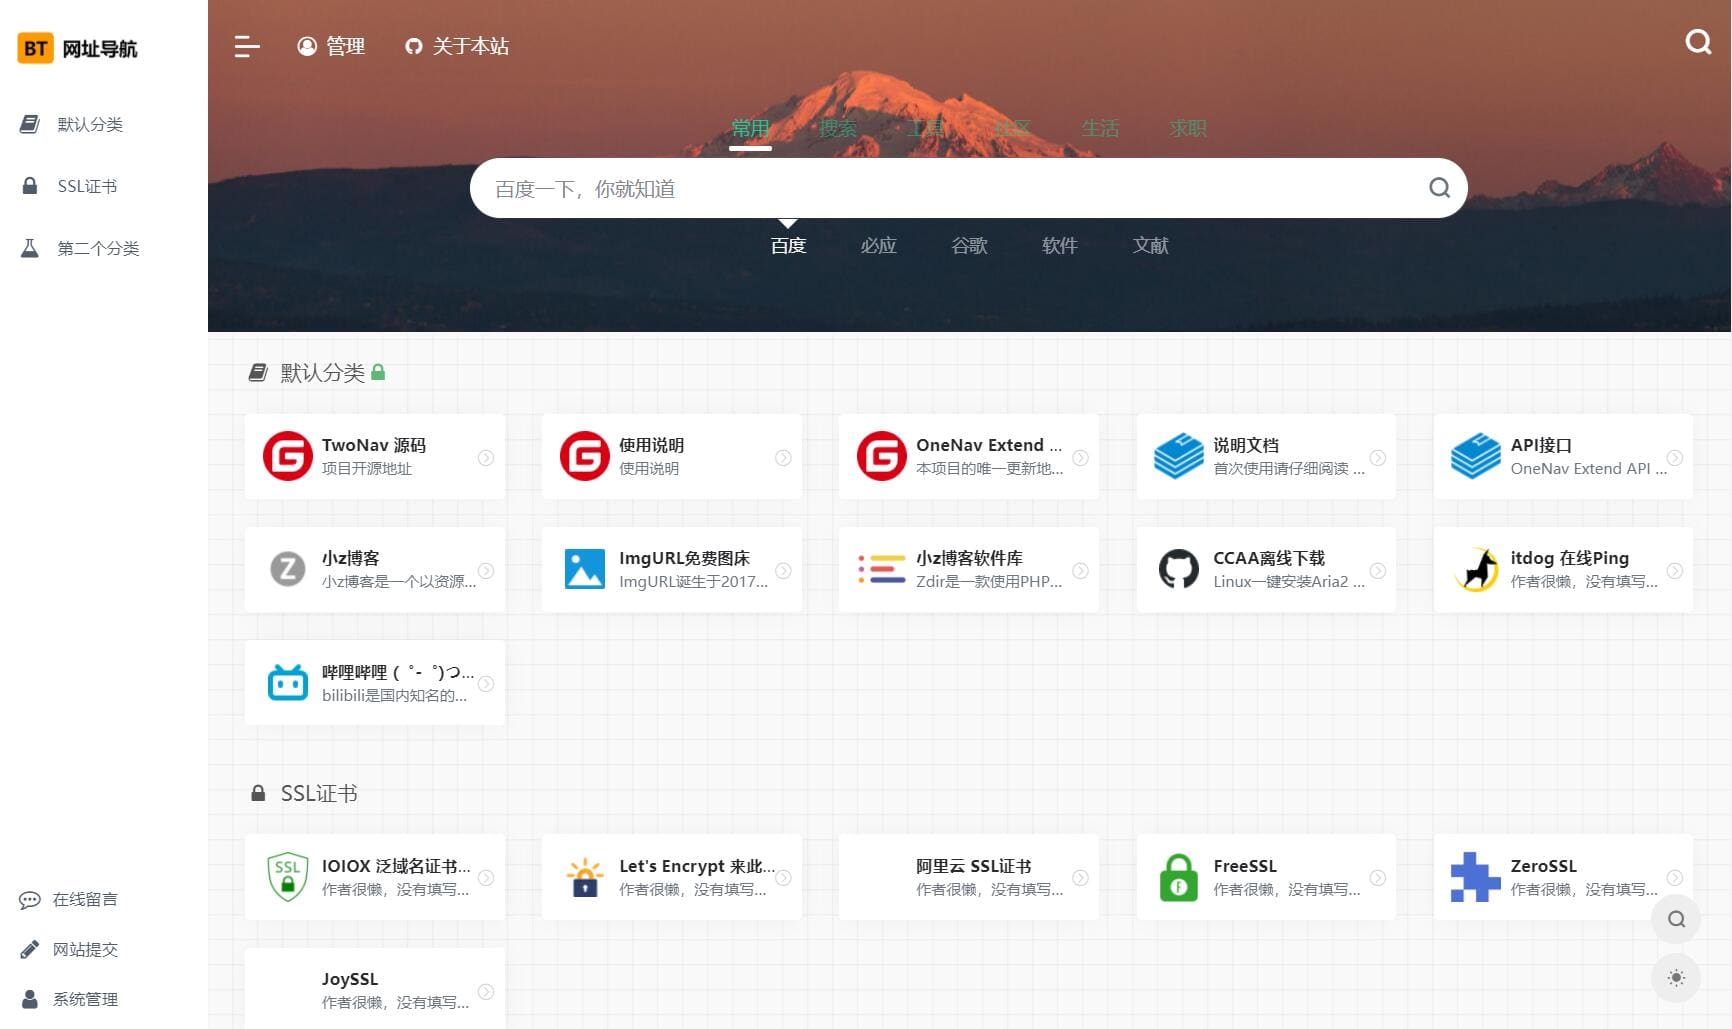 BT 网址导航
默认分类
SSL证书
第二个分类
在线留言
网站提交
系统管理
管理
关于本站
常用 搜索 工具 社区 生活 求职
百度一下，你就知道
百度 必应 谷歌 软件 文献
默认分类
TwoNav 源码
项目开源地址
使用说明
使用说明
OneNav Extend ...
本项目的唯一更新地...
说明文档
首次使用请仔细阅读 ...
API接口
OneNav Extend API ...
小z博客
小z博客是一个以资源...
ImgURL免费图床
ImgURL诞生于2017...
小z博客软件库
Zdir是一款使用PHP...
CCAA离线下载
Linux一键安装Aria2 ...
itdog 在线Ping
作者很懒，没有填写...
哔哩哔哩 ( ゜- ゜)つ...
bilibili是国内知名的...
SSL证书
SSL
IOIOX 泛域名证书...
作者很懒，没有填写...
Let's Encrypt 来此...
作者很懒，没有填写...
阿里云 SSL证书
作者很懒，没有填写...
FreeSSL
作者很懒，没有填写...
ZeroSSL
作者很懒，没有填写...
JoySSL
作者很懒，没有填写...